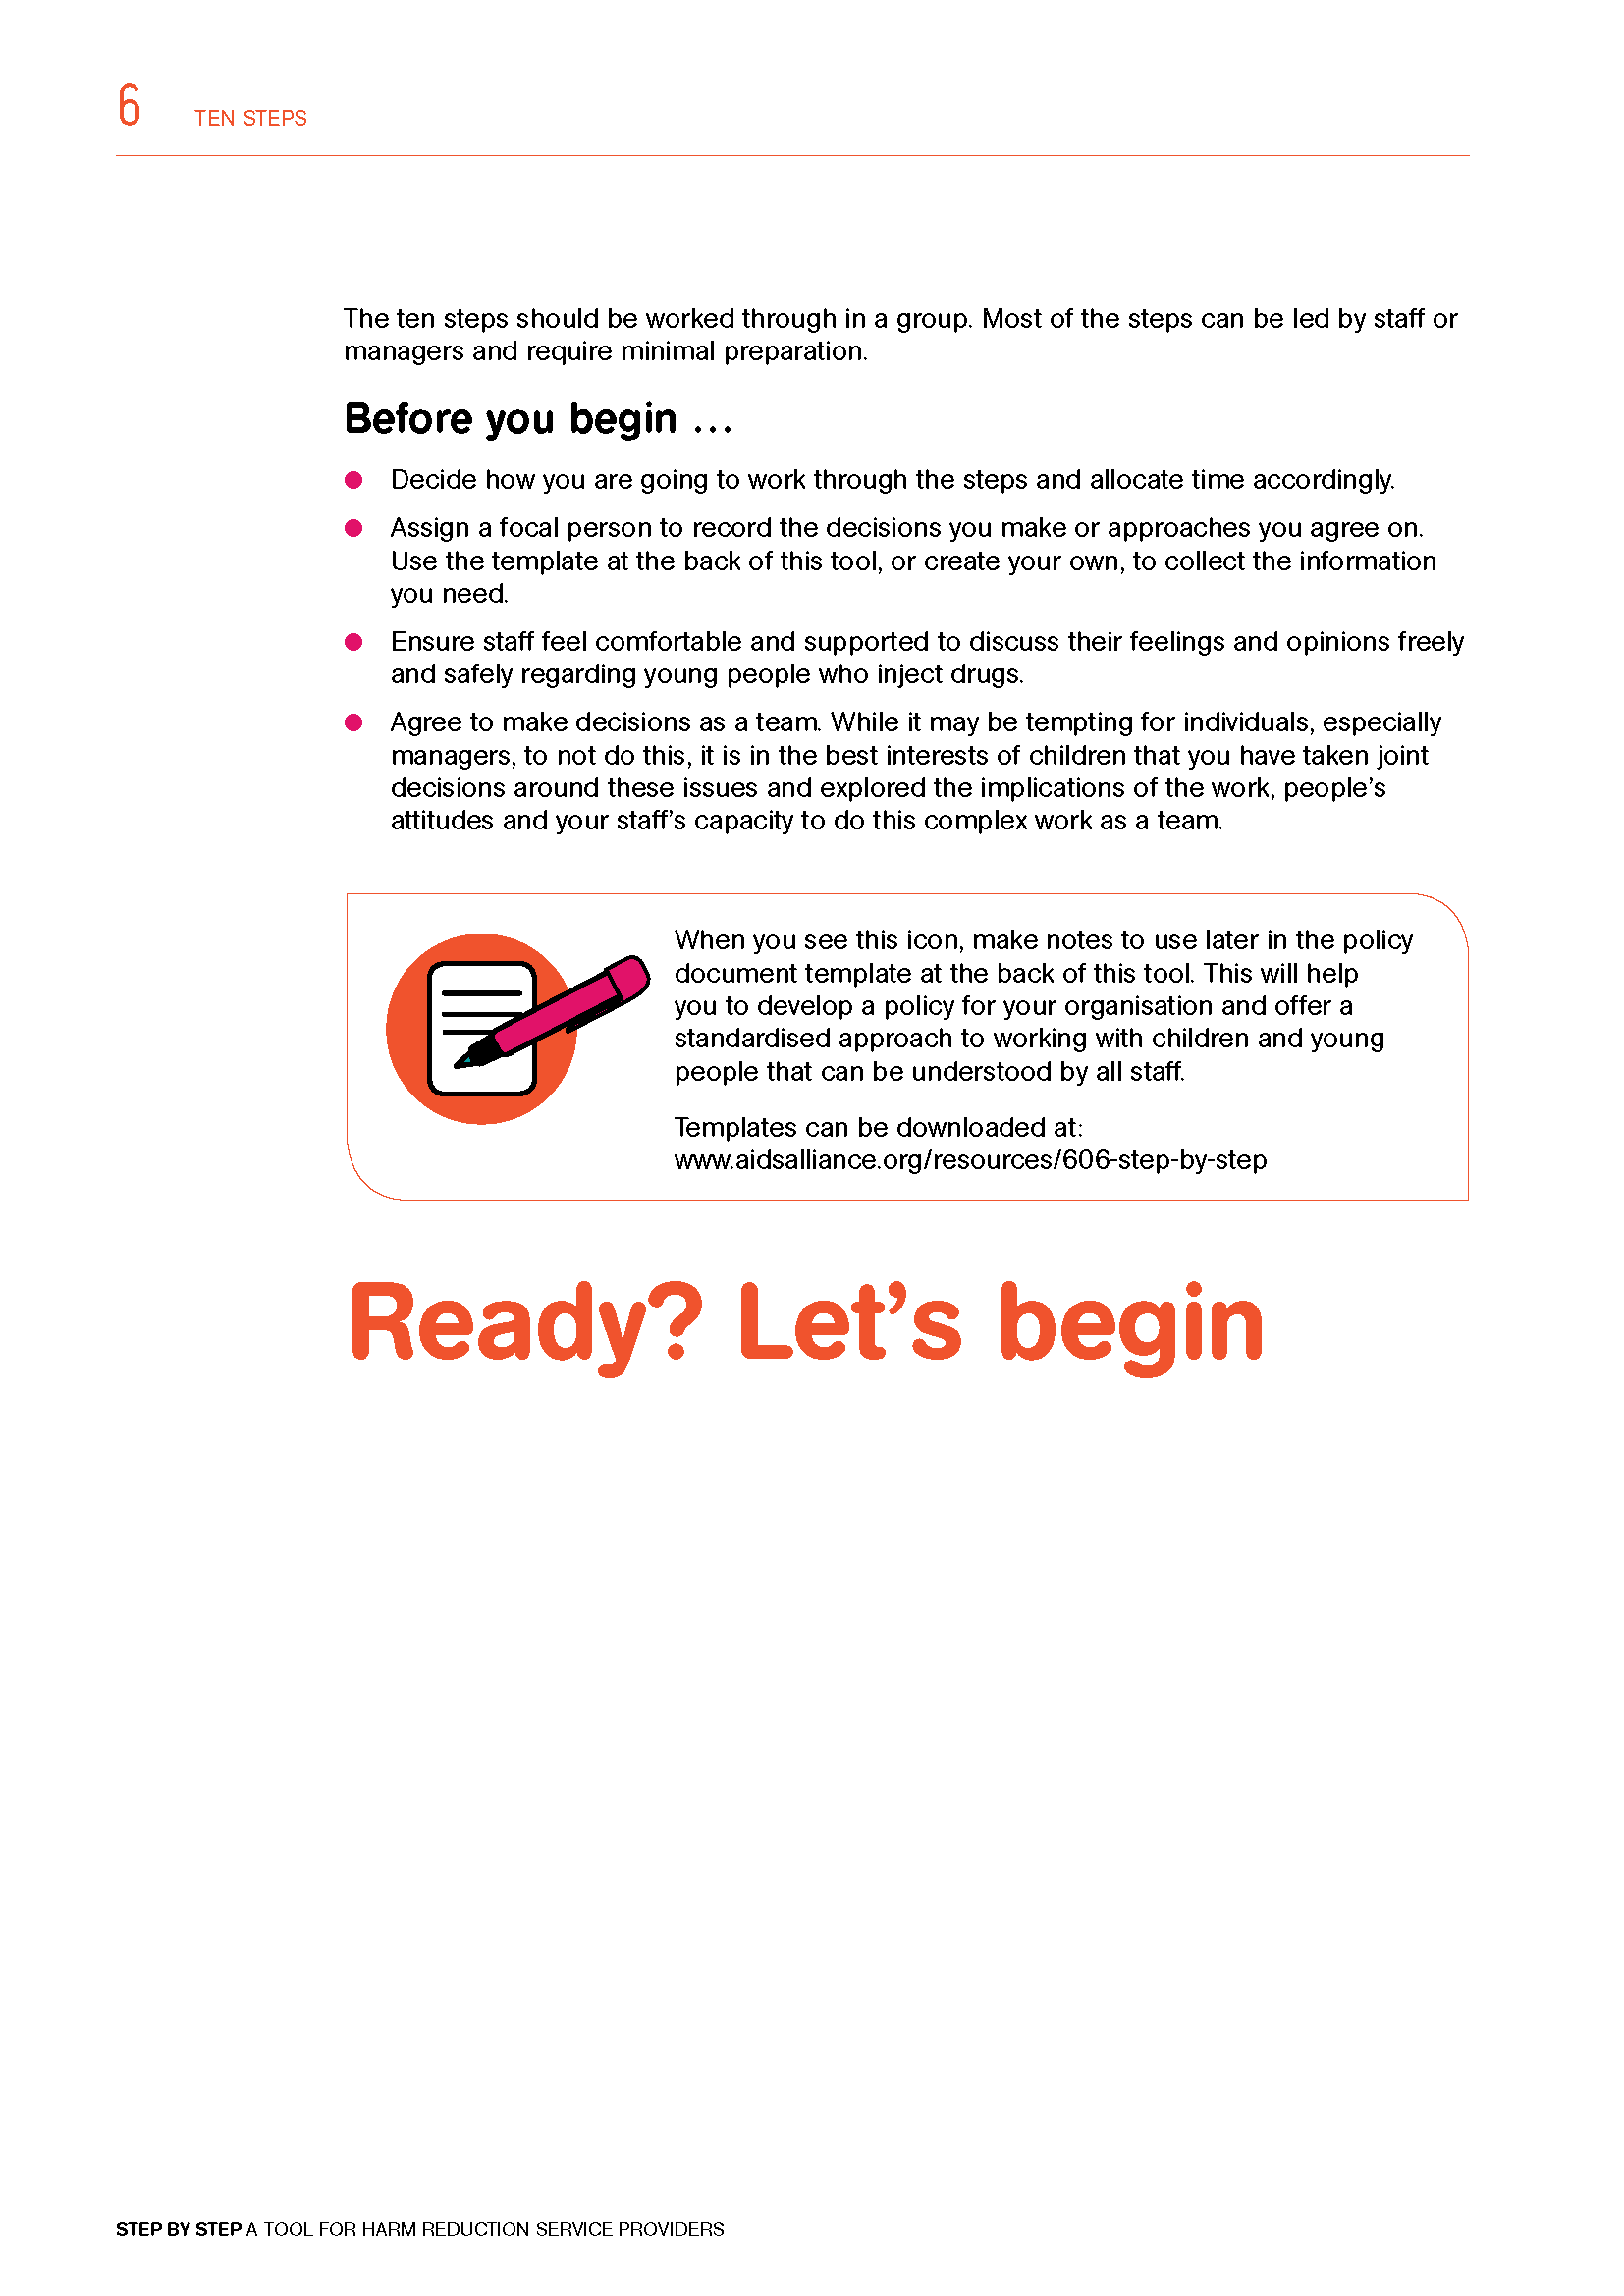 6 TEN STEPS
The ten steps should be worked through in a group. Most of the steps can be led by staff or
managers and require minimal preparation.
Before you begin …
● Decide how you are going to work through the steps and allocate time accordingly.
● Assign a focal person to record the decisions you make or approaches you agree on.
Use the template at the back of this tool, or create your own, to collect the information
you need.
● Ensure staff feel comfortable and supported to discuss their feelings and opinions freely
and safely regarding young people who inject drugs.
● Agree to make decisions as a team. While it may be tempting for individuals, especially
managers, to not do this, it is in the best interests of children that you have taken joint
decisions around these issues and explored the implications of the work, people’s
attitudes and your staff’s capacity to do this complex work as a team.
When you see this icon, make notes to use later in the policy
document template at the back of this tool. This will help
you to develop a policy for your organisation and offer a
standardised approach to working with children and young
people that can be understood by all staff.
Templates can be downloaded at:
www.aidsalliance.org/resources/606-step-by-step
Ready? Let’s begin
STEP BY STEP A TOOL FOR HARM REDUCTION SERVICE PROVIDERS